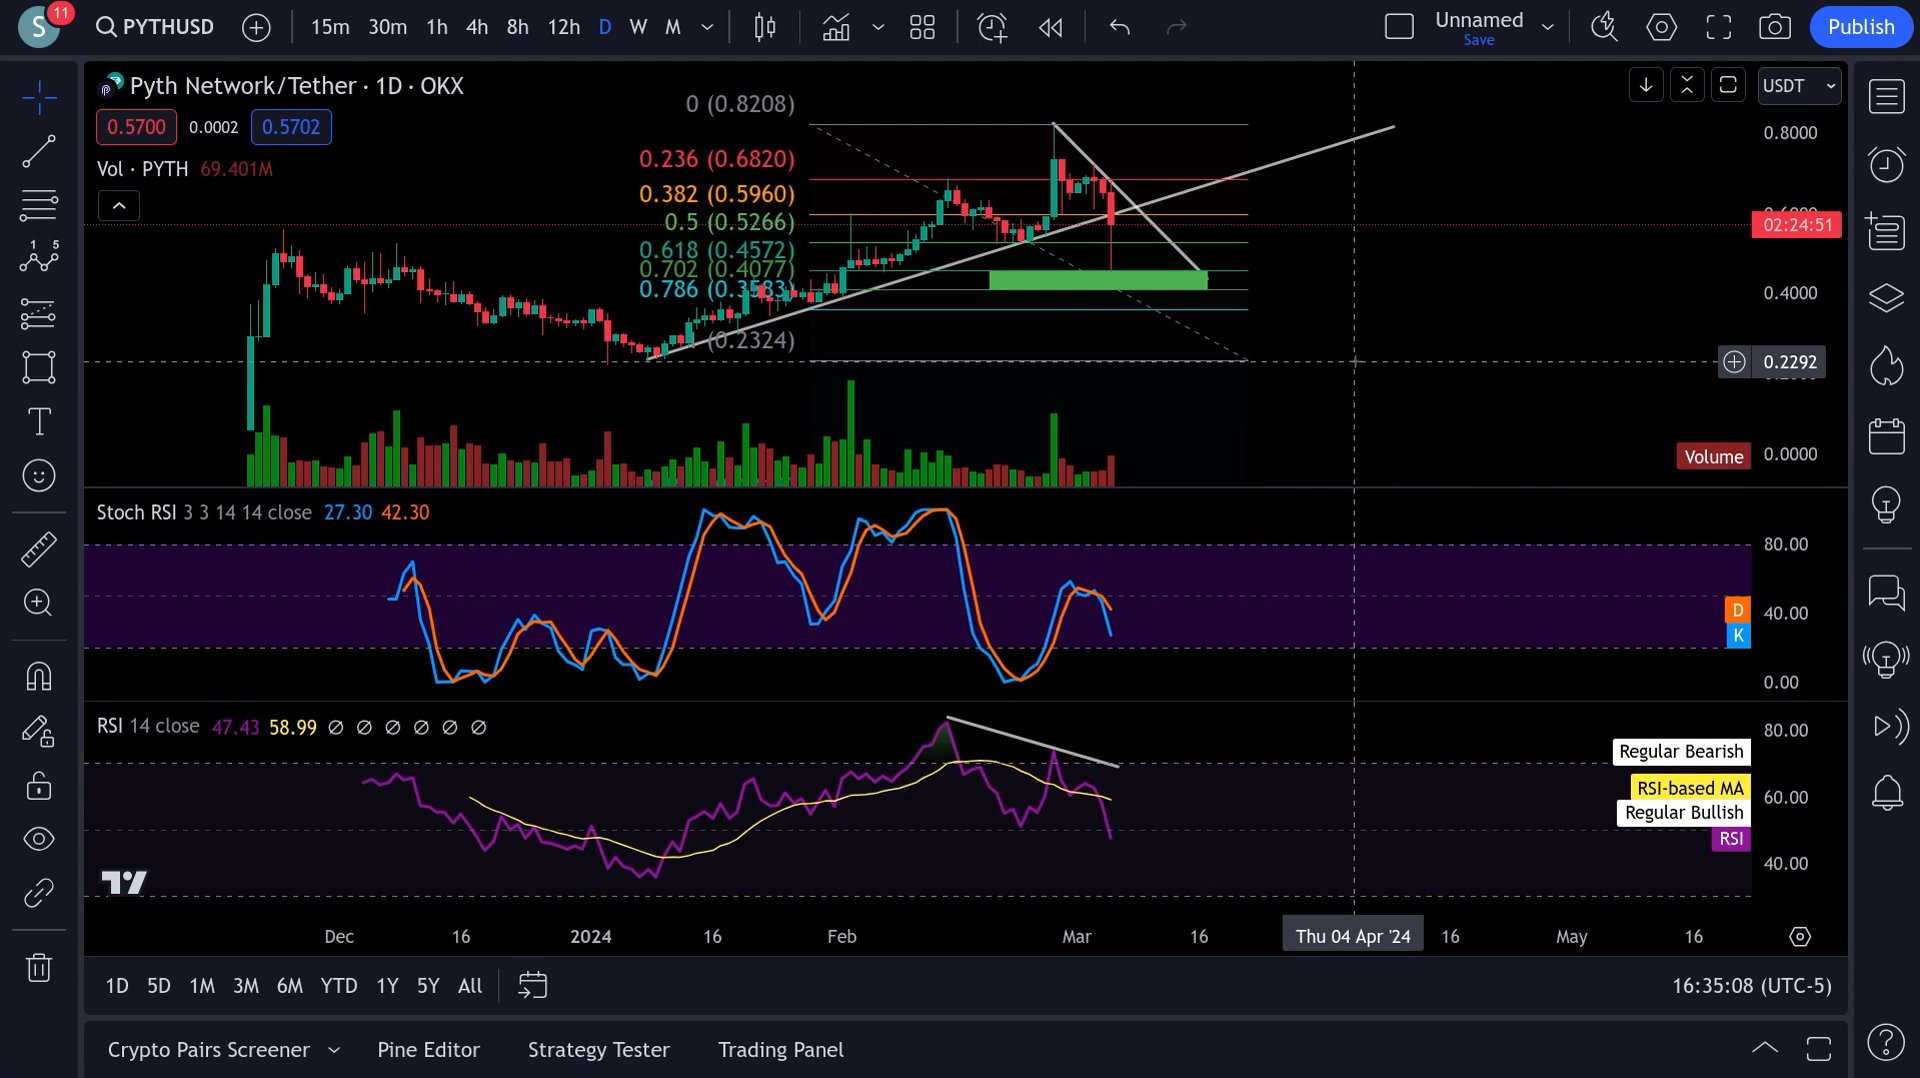 S
11
PYTHUSD
15m 30m 1h 4h 8h 12h D W M
Unnamed
Save
Publish
Pyth Network/Tether · 1D · OKX
USDT
0.5700 0.0002 0.5702
Vol · PYTH 69.401M
0 (0.8208)
0.236 (0.6820)
0.382 (0.5960)
0.5 (0.5266)
0.618 (0.4572)
0.702 (0.4077)
0.786 (0.3583)
(0.2324)
0.8000
02:24:51
0.4000
0.2292
Volume
0.0000
Stoch RSI 3 3 14 14 close 27.30 42.30
80.00
D
40.00
K
0.00
RSI 14 close 47.43 58.99 ∅ ∅ ∅ ∅ ∅ ∅
80.00
Regular Bearish
RSI-based MA
60.00
Regular Bullish
RSI
40.00
Dec 16 2024 16 Feb Mar 16 Thu 04 Apr '24 16 May 16
1D 5D 1M 3M 6M YTD 1Y 5Y All
16:35:08 (UTC-5)
Crypto Pairs Screener Pine Editor Strategy Tester Trading Panel